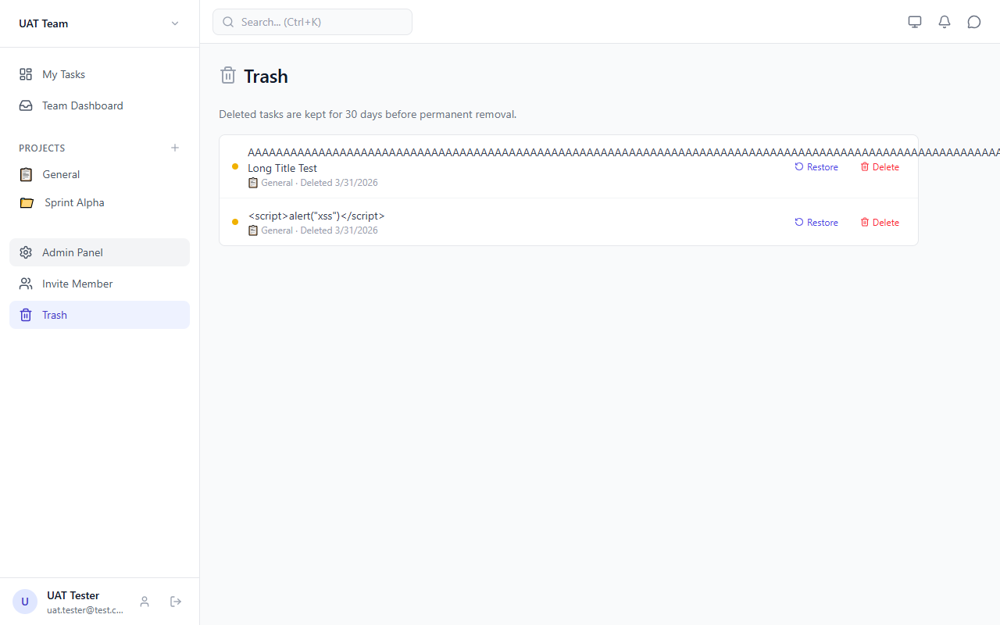 UAT Team
Search... (Ctrl+K)
My Tasks
Team Dashboard
PROJECTS
General
Sprint Alpha
Admin Panel
Invite Member
Trash
UAT Tester
U
uat.tester@test.c...
Trash
Deleted tasks are kept for 30 days before permanent removal.
AAAAAAAAAAAAAAAAAAAAAAAAAAAAAAAAAAAAAAAAAAAAAAAAAAAAAAAAAAAAAAAAAAAAAAAAAAAAAAAAAAAAAAAAAAAAAAAAAAAAAAAAAAA
Long Title Test
General · Deleted 3/31/2026
Restore Delete
<script>alert("xss")</script>
General · Deleted 3/31/2026
Restore Delete